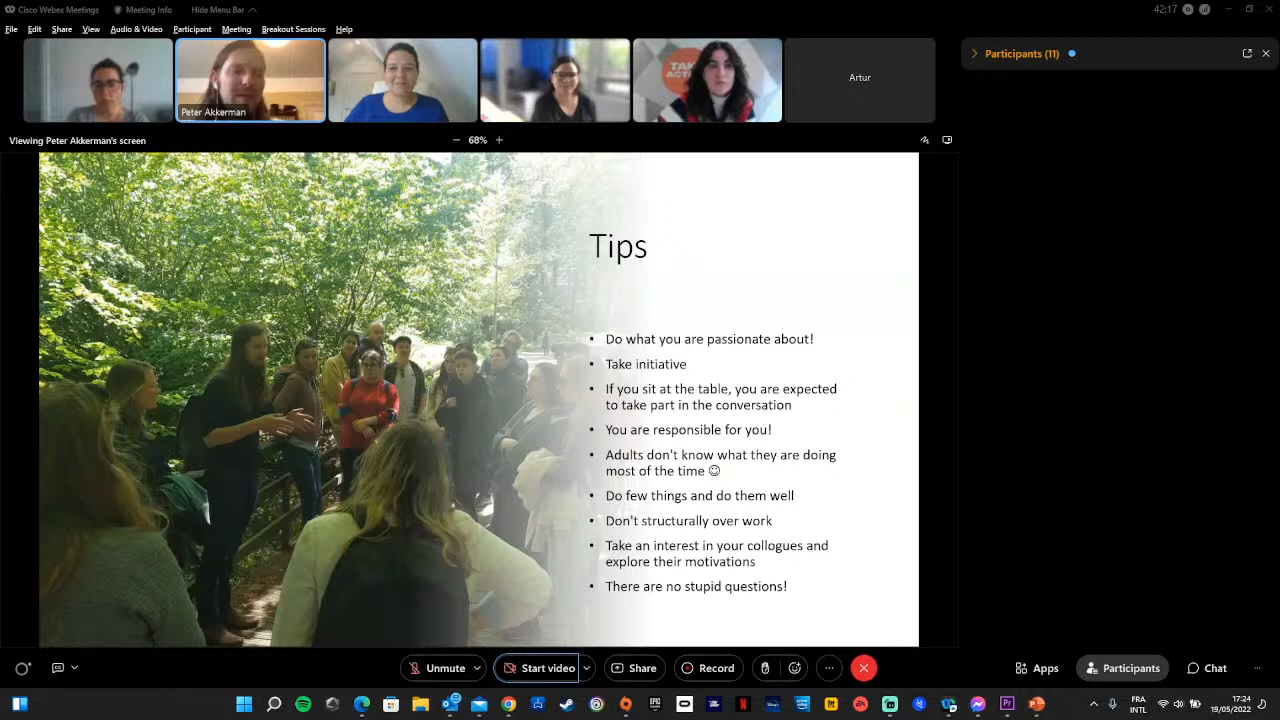 Cisco Webex Meetings
Meeting Info
Hide Menu Bar
42:17
File Edit Share View Audio & Video Participant Meeting Breakout Sessions Help
TAKE
Peter Akkerman
Artur
Participants (11)
Viewing Peter Akkerman's screen
68%
Tips
• Do what you are passionate about!
• Take initiative
• If you sit at the table, you are expected
to take part in the conversation
• You are responsible for you!
• Adults don't know what they are doing
most of the time ☺
• Do few things and do them well
• Don't structurally over work
• Take an interest in your collogues and
explore their motivations
• There are no stupid questions!
Unmute
Start video
Share
Record
Apps
Participants
Chat
FRA
INTL
17:24
19/05/2022